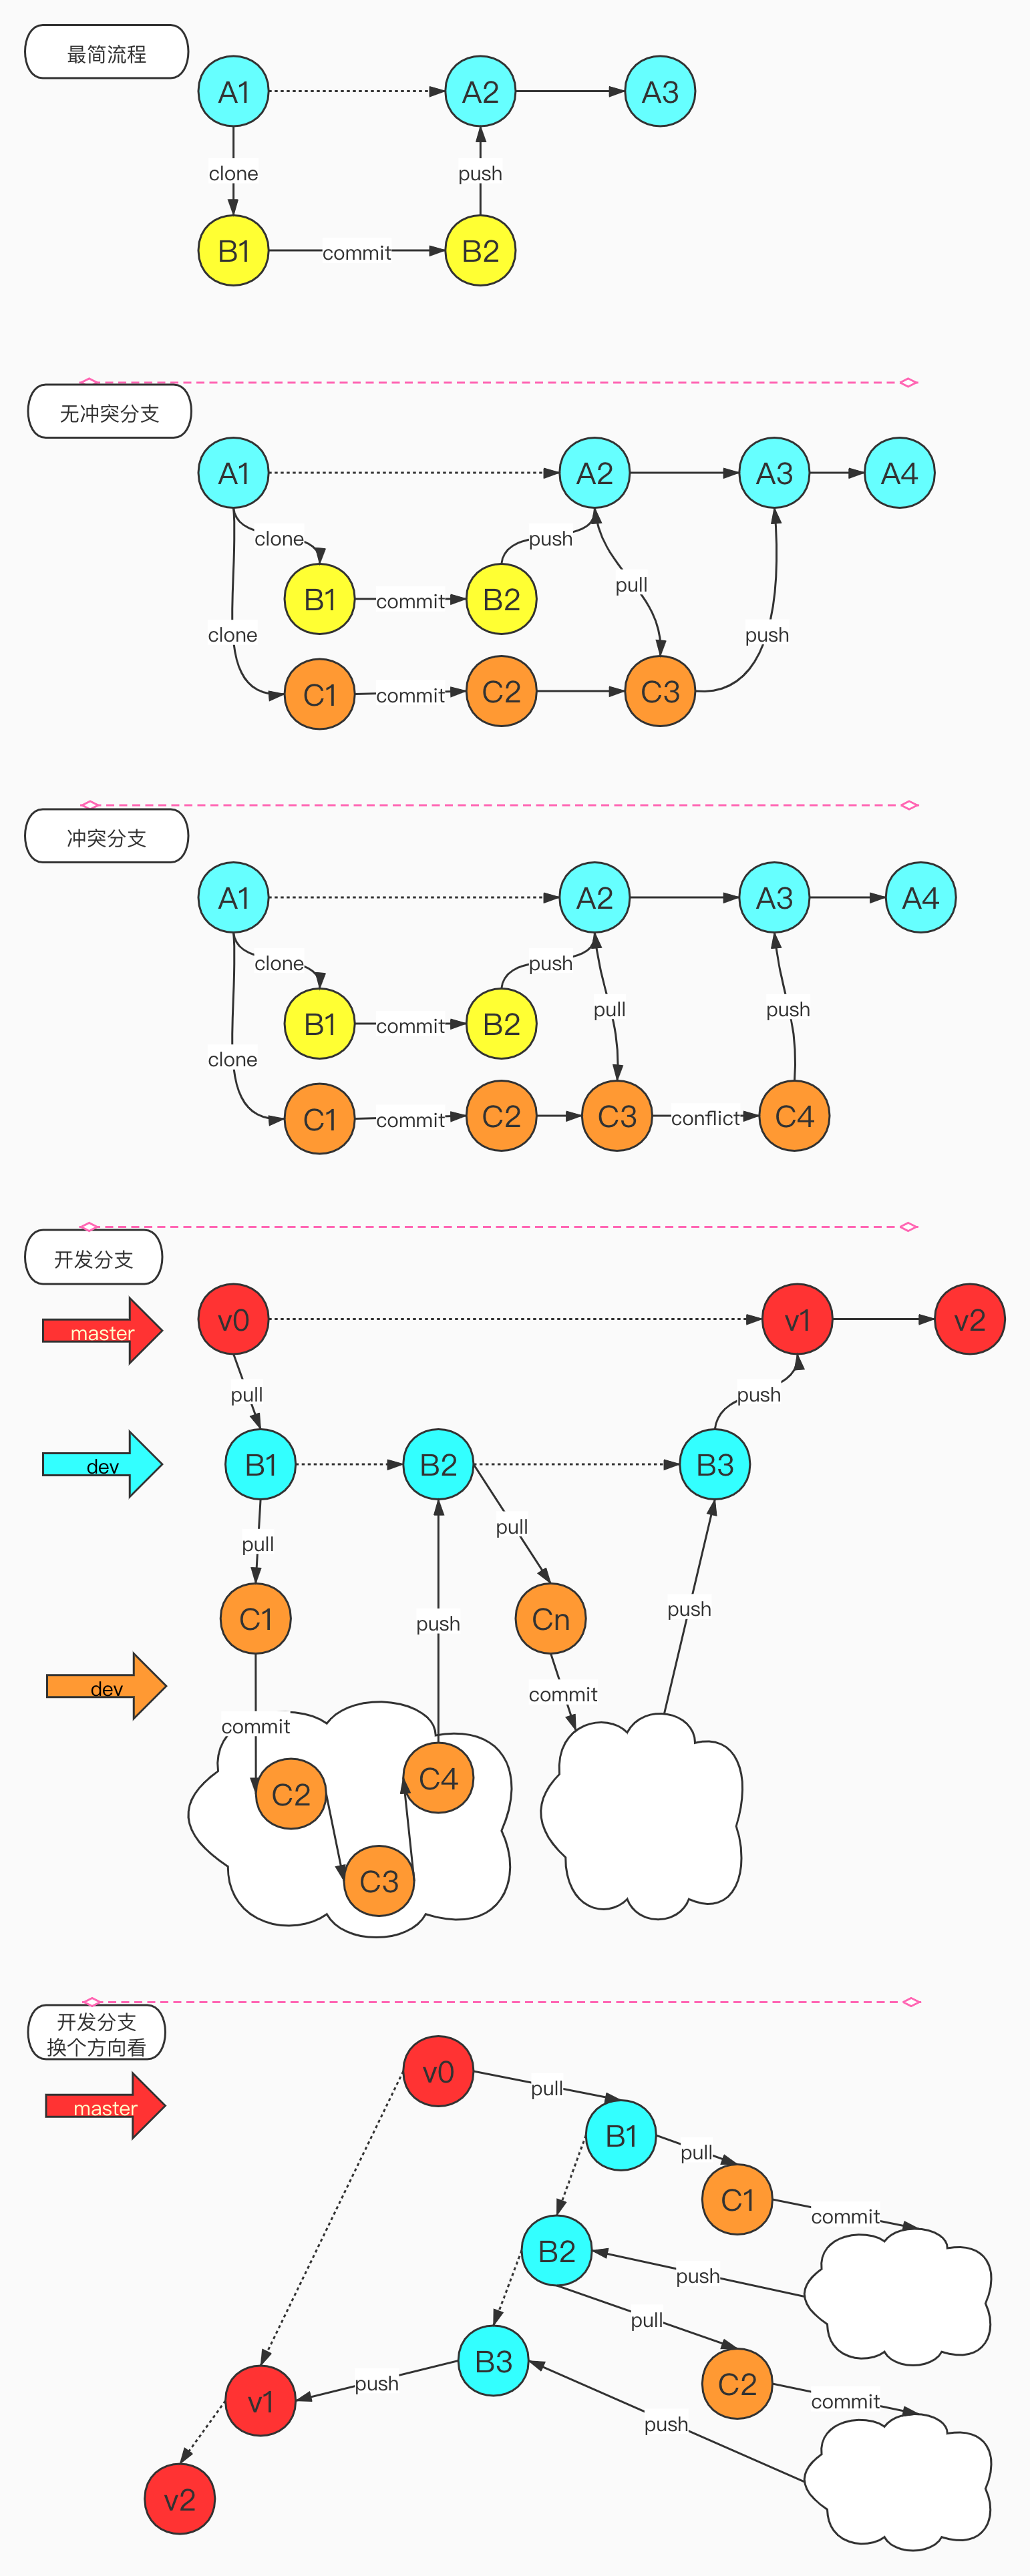 最简流程
A1
A2
A3
clone
push
B1
commit
B2
无冲突分支
A1
A2
A3
A4
clone
push
pull
B1
commit
B2
clone
push
C1
commit
C2
C3
冲突分支
A1
A2
A3
A4
clone
push
pull
push
B1
commit
B2
clone
C1
commit
C2
C3
conflict
C4
开发分支
master
v0
v1
v2
pull
push
dev
B1
B2
B3
pull
pull
C1
push
Cn
push
dev
commit
commit
C2
C4
C3
开发分支
换个方向看
master
v0
pull
B1
pull
C1
commit
B2
push
pull
B3
C2
push
commit
v1
push
v2